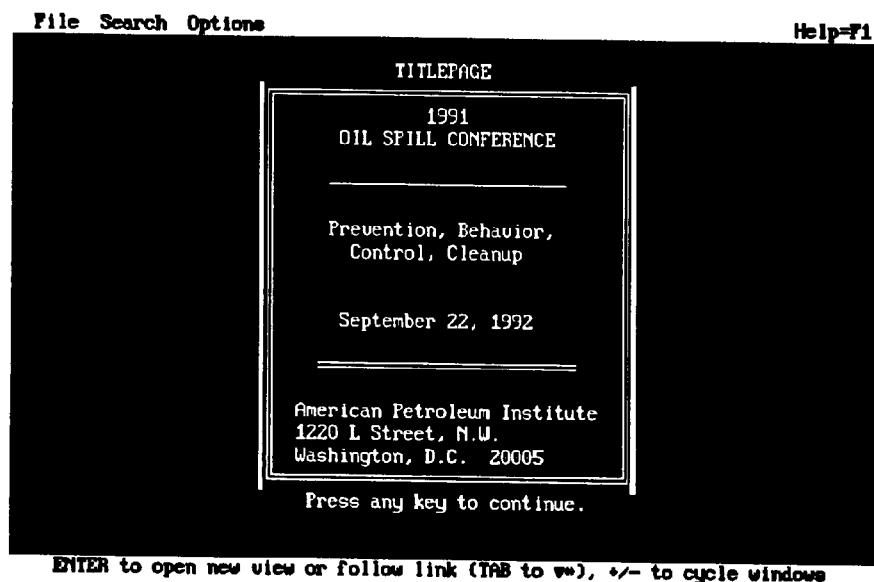 File Search Options Help=F1
TITLEPAGE
1991
OIL SPILL CONFERENCE
Prevention, Behavior,
Control, Cleanup
September 22, 1992
American Petroleum Institute
1220 L Street, N.W.
Washington, D.C. 20005
Press any key to continue.
ENTER to open new view or follow link (TAB to ▼»), +/- to cycle windows